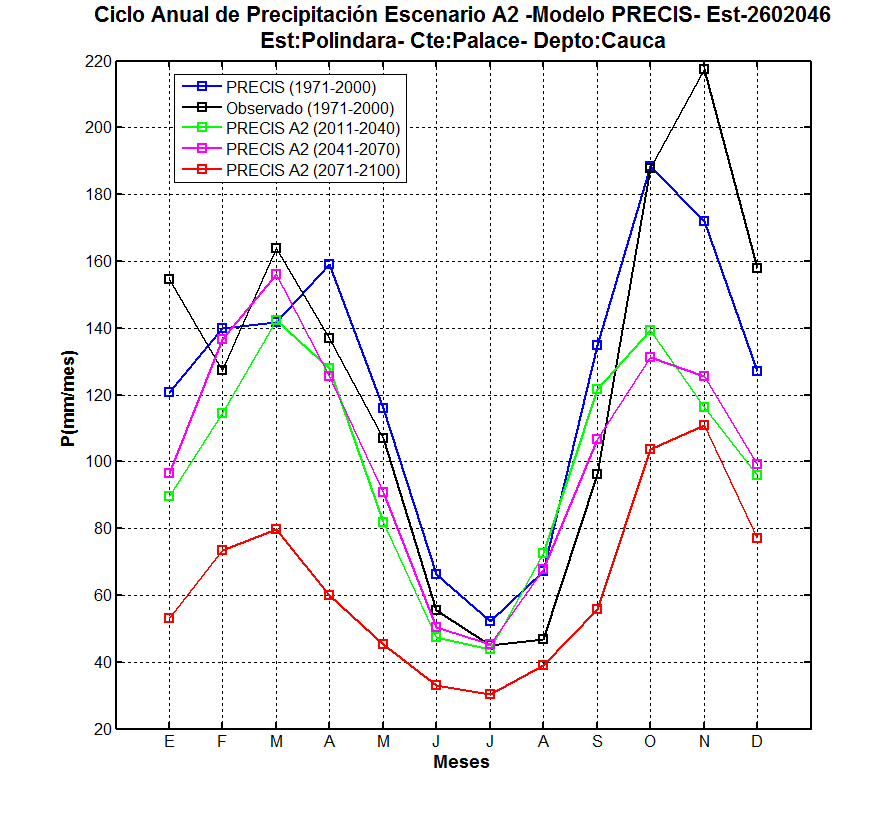 Ciclo Anual de Precipitación Escenario A2 -Modelo PRECIS- Est-2602046
Est:Polindara- Cte:Palace- Depto:Cauca
PRECIS (1971-2000)
Observado (1971-2000)
PRECIS A2 (2011-2040)
PRECIS A2 (2041-2070)
PRECIS A2 (2071-2100)
P(mm/mes)
220
200
180
160
140
120
100
80
60
40
20
E F M A M J J A S O N D
Meses